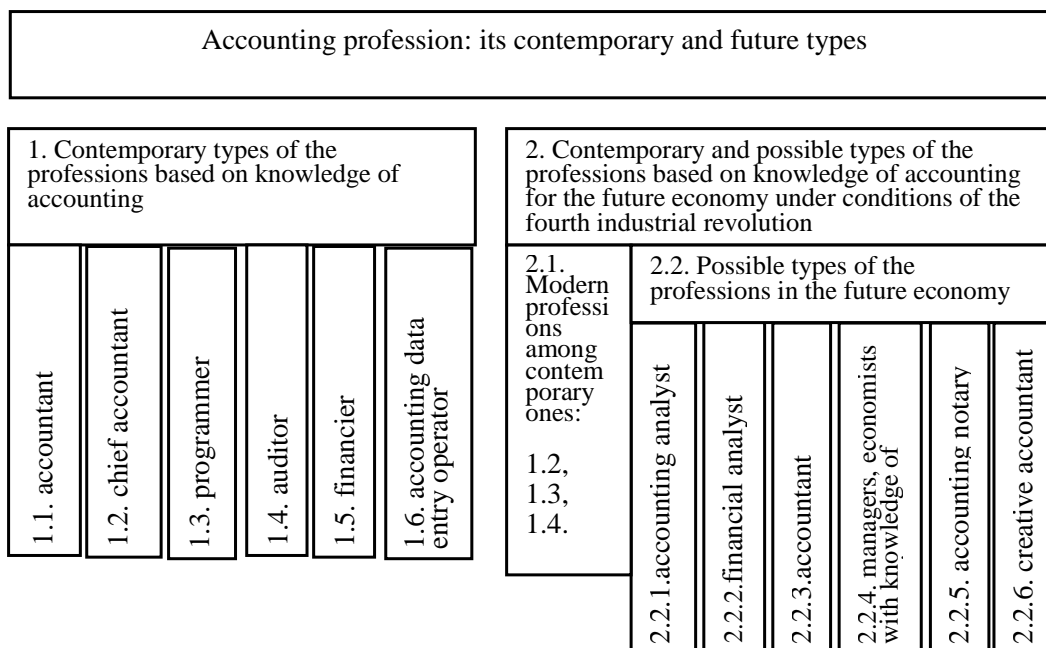 Accounting profession: its contemporary and future types
1. Contemporary types of the
professions based on knowledge of
accounting
1.1. accountant
1.2. chief accountant
1.3. programmer
1.4. auditor
1.5. financier
1.6. accounting data
entry operator
2. Contemporary and possible types of the
professions based on knowledge of accounting
for the future economy under conditions of the
fourth industrial revolution
2.1.
Modern
professi
ons
among
contem
porary
ones:
1.2,
1.3,
1.4.
2.2. Possible types of the
professions in the future economy
2.2.1.accounting analyst
2.2.2.financial analyst
2.2.3.accountant
2.2.4. managers, economists
with knowledge of
2.2.5. accounting notary
2.2.6. creative accountant